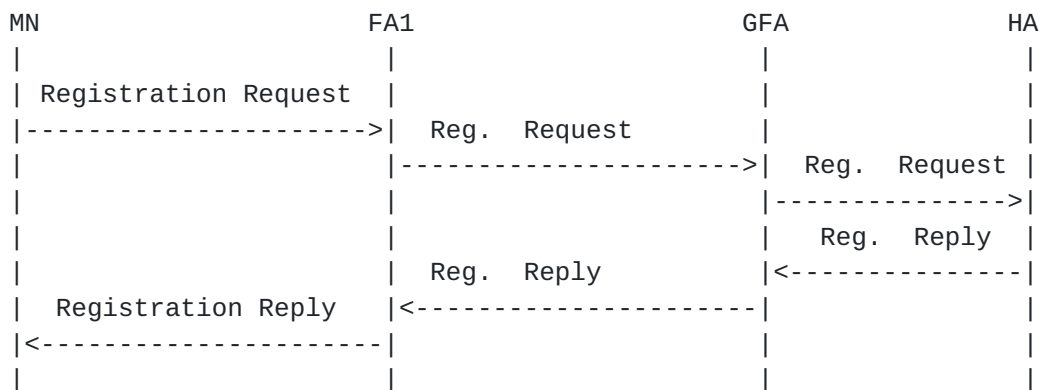 MN                     FA1                     GFA              HA
|                       |                       |                |
| Registration Request  |                       |                |
|---------------------->|  Reg.  Request        |                |
|                       |---------------------->|  Reg.  Request |
|                       |                       |--------------->|
|                       |                       |   Reg.  Reply  |
|                       |  Reg.  Reply          |<---------------|
|  Registration Reply   |<----------------------|                |
|<----------------------|                       |                |
|                       |                       |                |